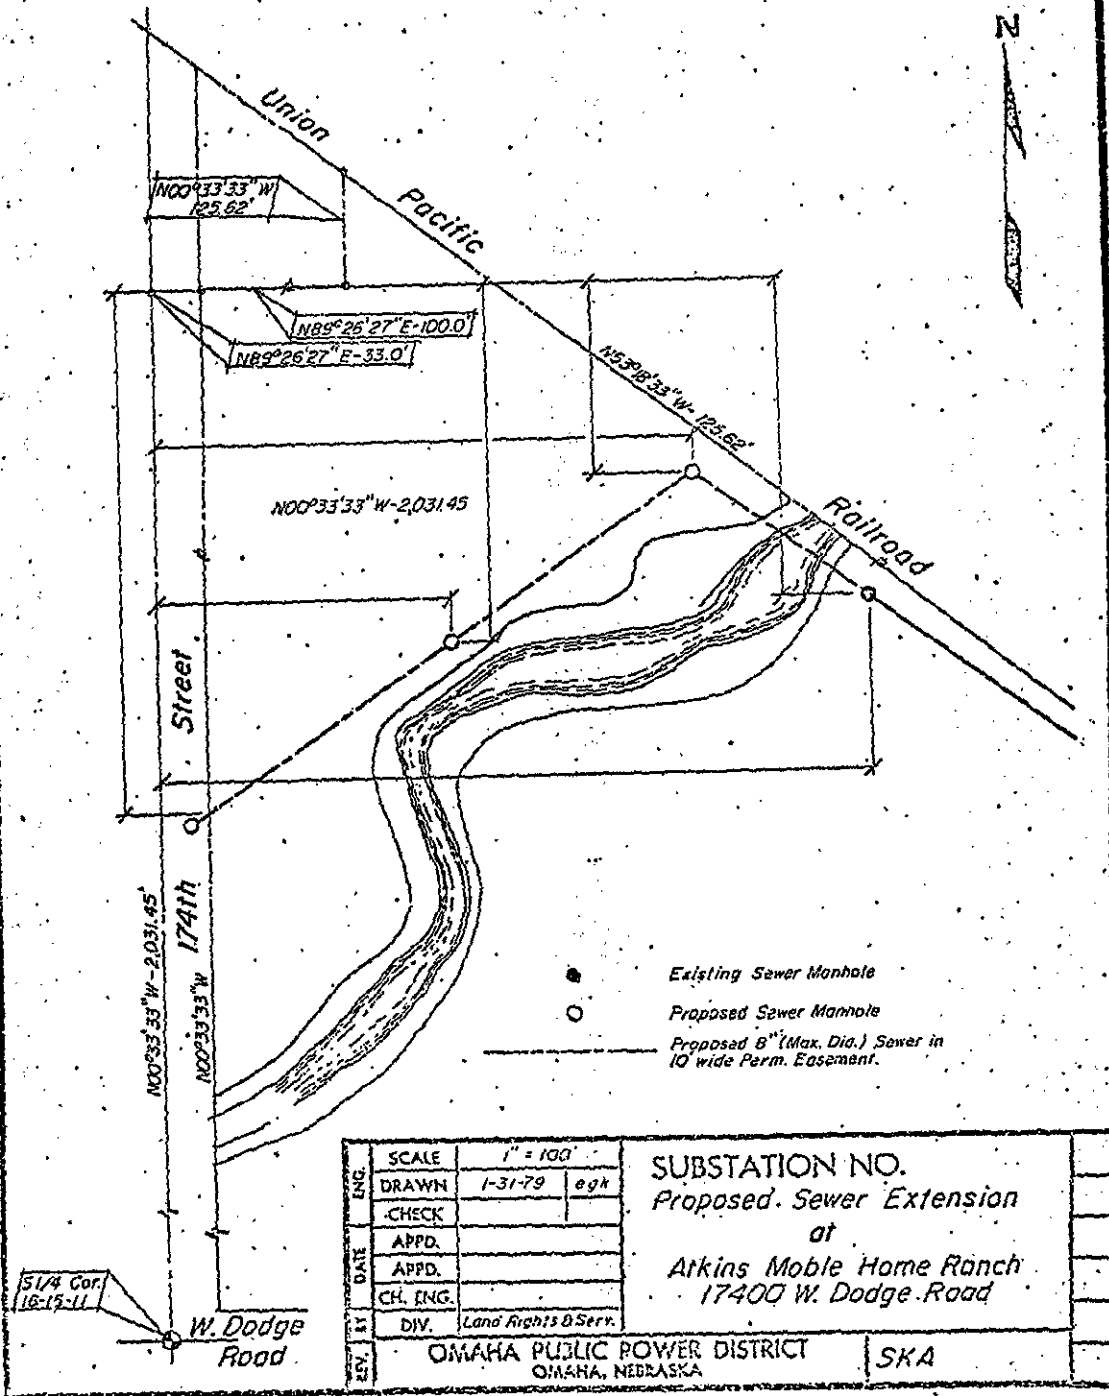 N
Union
Pacific
Railroad
N00°33'33" W
125.62'
N89°26'27" E-100.0'
N89°26'27" E-33.0'
N53°18'33" W-125.62'
N00°33'33" W-2,031.45
Street
174th
N00°33'33" W-2,031.45'
N00°33'33" W
Existing Sewer Manhole
Proposed Sewer Manhole
Proposed 8" (Max. Dia.) Sewer in
10' wide Perm. Easement.
S1/4 Cor.
16-15-11
W. Dodge
Road
ENG.
DATE
BY
REV.
SCALE 1" = 100'
DRAWN 1-31-79 egk
CHECK
APPD.
APPD.
CH. ENG.
DIV. Land Rights & Serv.
SUBSTATION NO.
Proposed Sewer Extension
at
Atkins Moble Home Ranch
17400 W. Dodge Road
OMAHA PUBLIC POWER DISTRICT
OMAHA, NEBRASKA
SKA